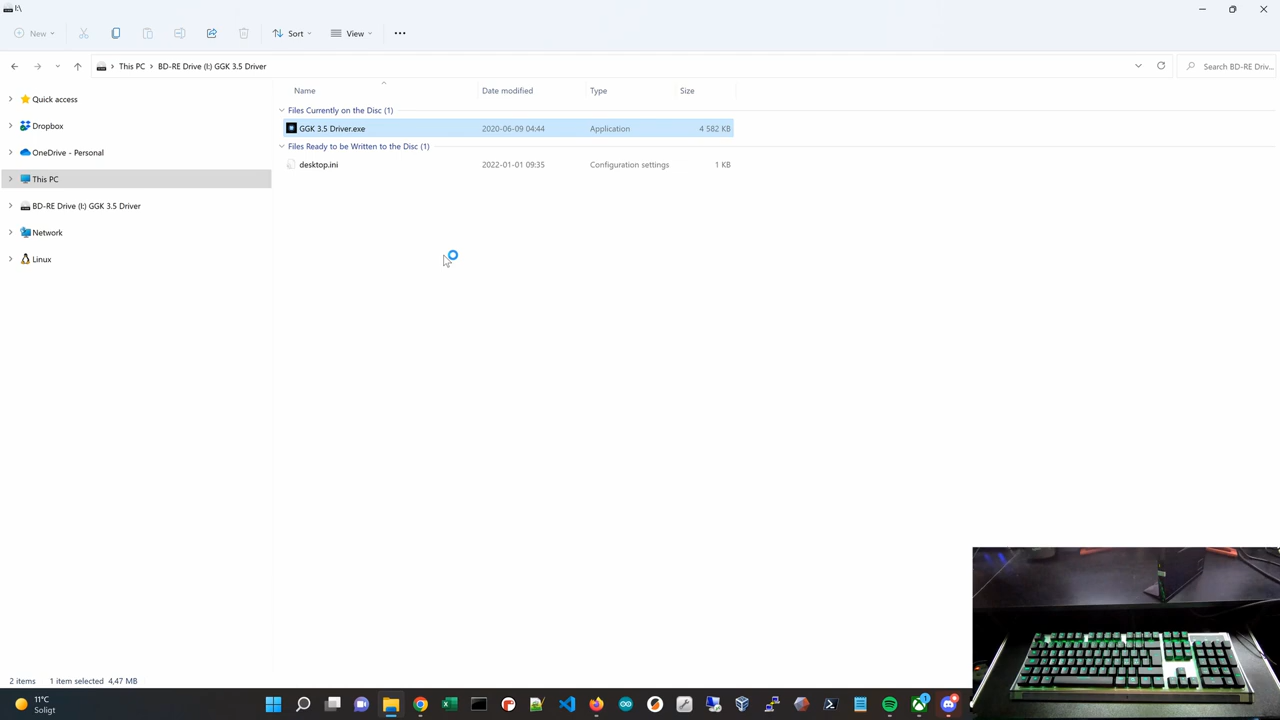 I:\
New
Sort
View
This PC > BD-RE Drive (I:) GGK 3.5 Driver
Search BD-RE Driv...
Name Date modified Type Size
Quick access
Dropbox
OneDrive - Personal
This PC
BD-RE Drive (I:) GGK 3.5 Driver
Network
Linux
Files Currently on the Disc (1)
GGK 3.5 Driver.exe 2020-06-09 04:44 Application 4 582 KB
Files Ready to be Written to the Disc (1)
desktop.ini 2022-01-01 09:35 Configuration settings 1 KB
2 items 1 item selected 4,47 MB
11°C
Soligt
1